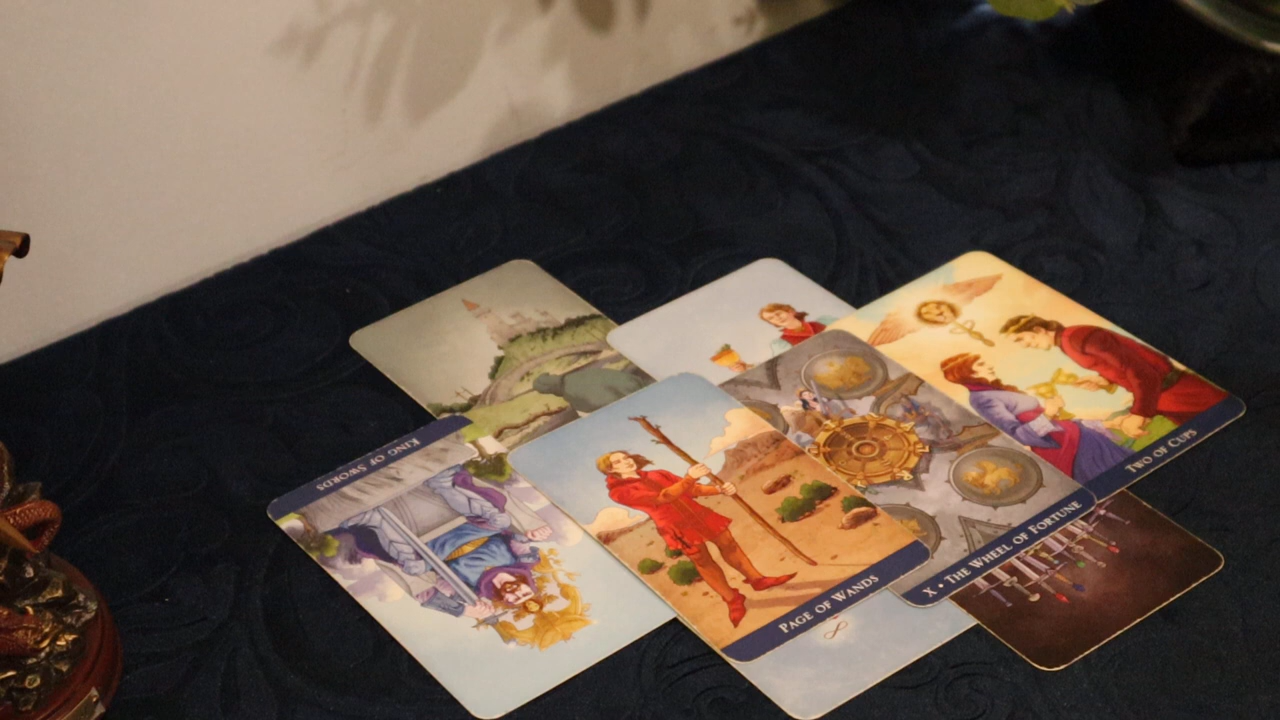 KING OF SWORDS
PAGE OF WANDS
X • THE WHEEL OF FORTUNE
TWO OF CUPS